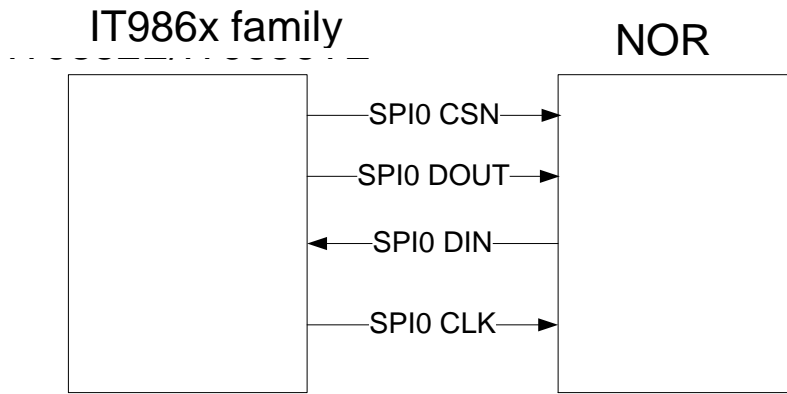 IT986x family
NOR
SPI0 CSN
SPI0 DOUT
SPI0 DIN
SPI0 CLK